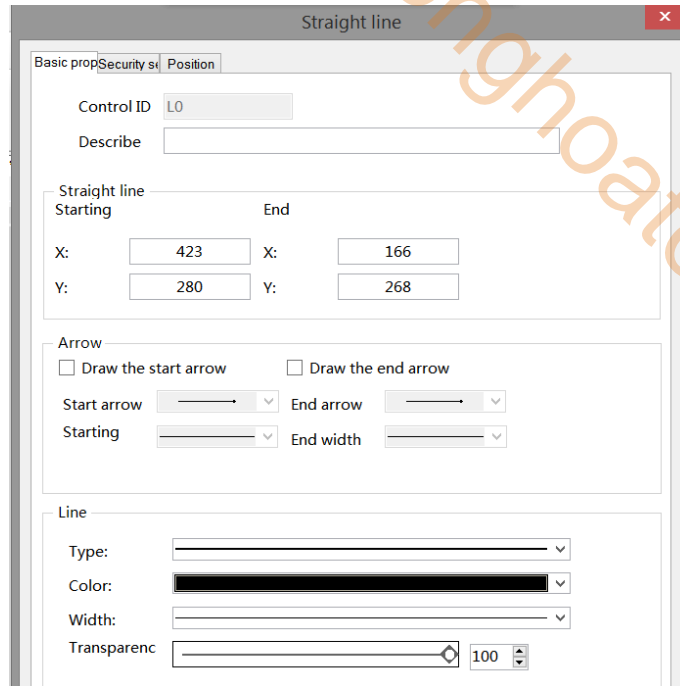 Straight line
Basic prop Security se Position
Control ID L0
Describe
Straight line
Starting End
X: 423 X: 166
Y: 280 Y: 268
Arrow
Draw the start arrow Draw the end arrow
Start arrow End arrow
Starting End width
Line
Type:
Color:
Width:
Transparenc 100